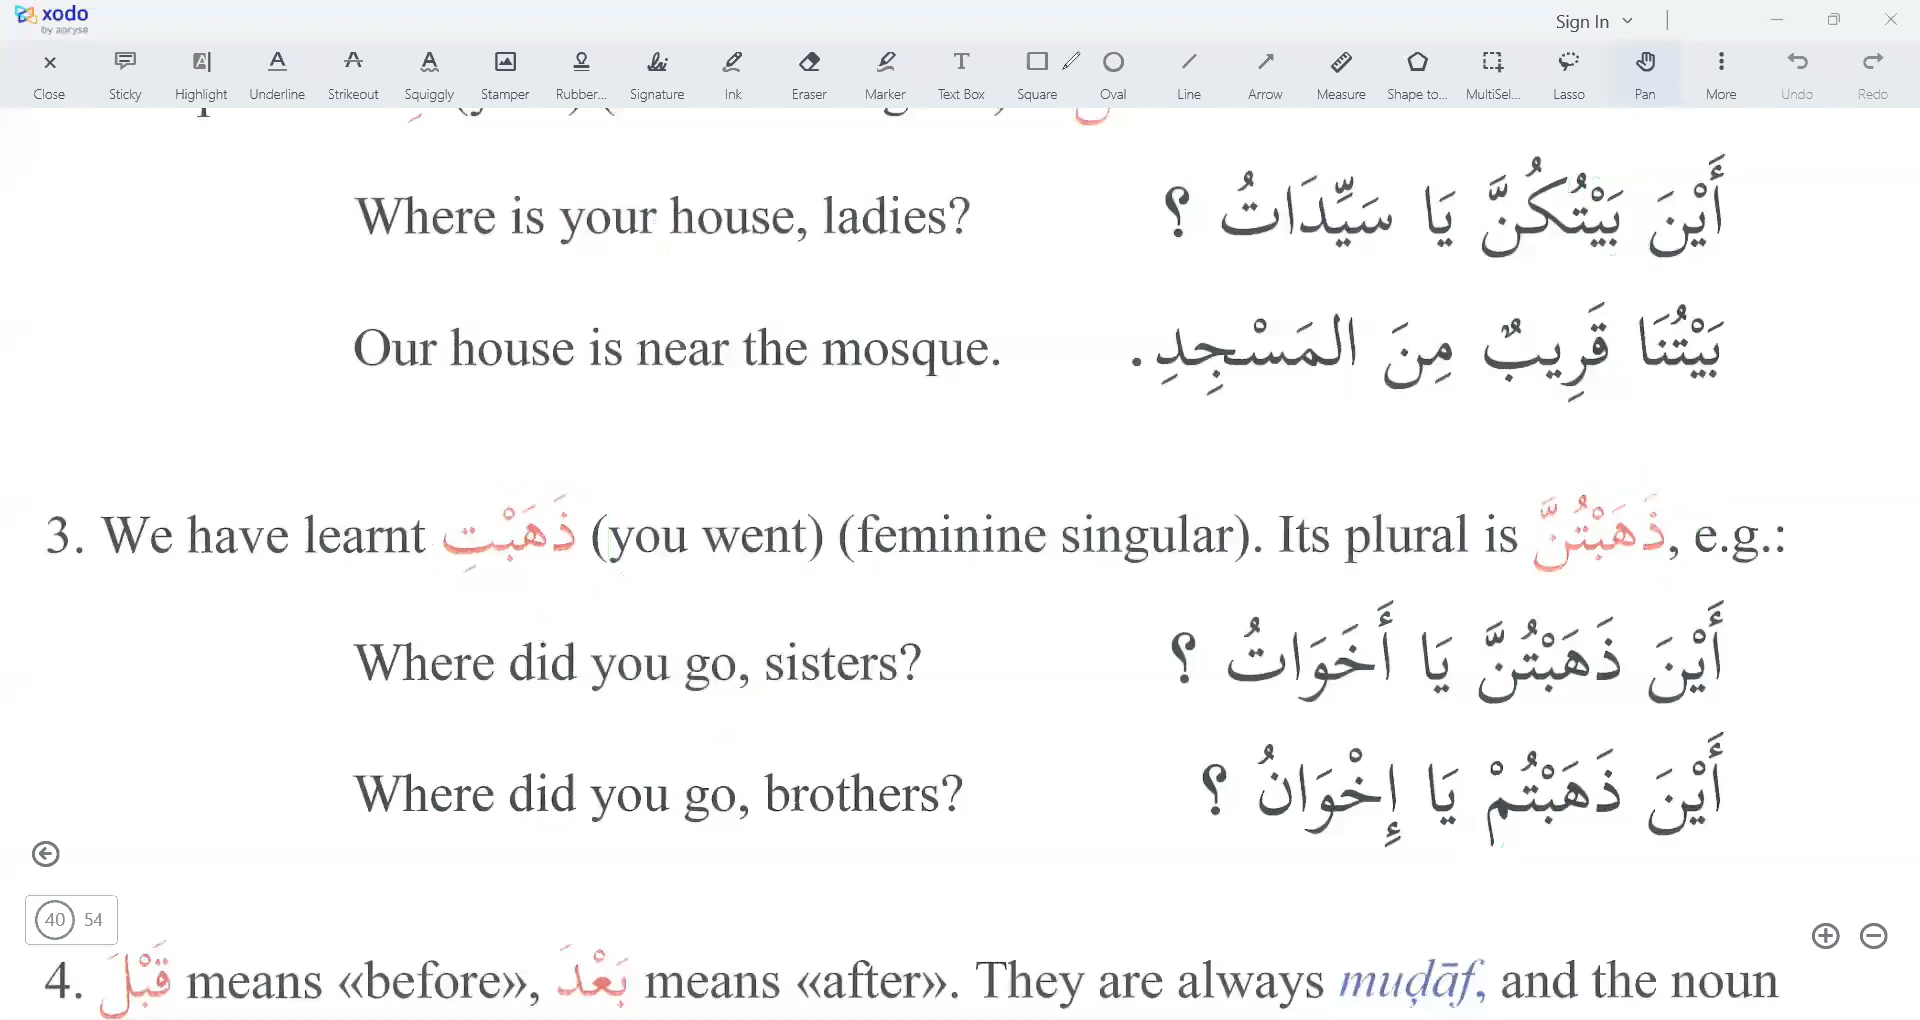 xodo
by apryse
Sign In
Close Sticky Highlight Underline Strikeout Squiggly Stamper Rubber... Signature Ink Eraser Marker Text Box Square Oval Line Arrow Measure Shape to... MultiSel... Lasso Pan More Undo Redo
Where is your house, ladies? أَيْنَ بَيْتُكُنَّ يَا سَيِّدَاتُ ؟
Our house is near the mosque. بَيْتُنَا قَرِيبٌ مِنَ المَسْجِدِ.
3. We have learnt ذَهَبْتِ (you went) (feminine singular). Its plural is ذَهَبْتُنَّ, e.g.:
Where did you go, sisters? أَيْنَ ذَهَبْتُنَّ يَا أَخَوَاتُ ؟
Where did you go, brothers? أَيْنَ ذَهَبْتُمْ يَا إِخْوَانُ ؟
40 54
4. قَبْلَ means «before», بَعْدَ means «after». They are always muḍāf, and the noun